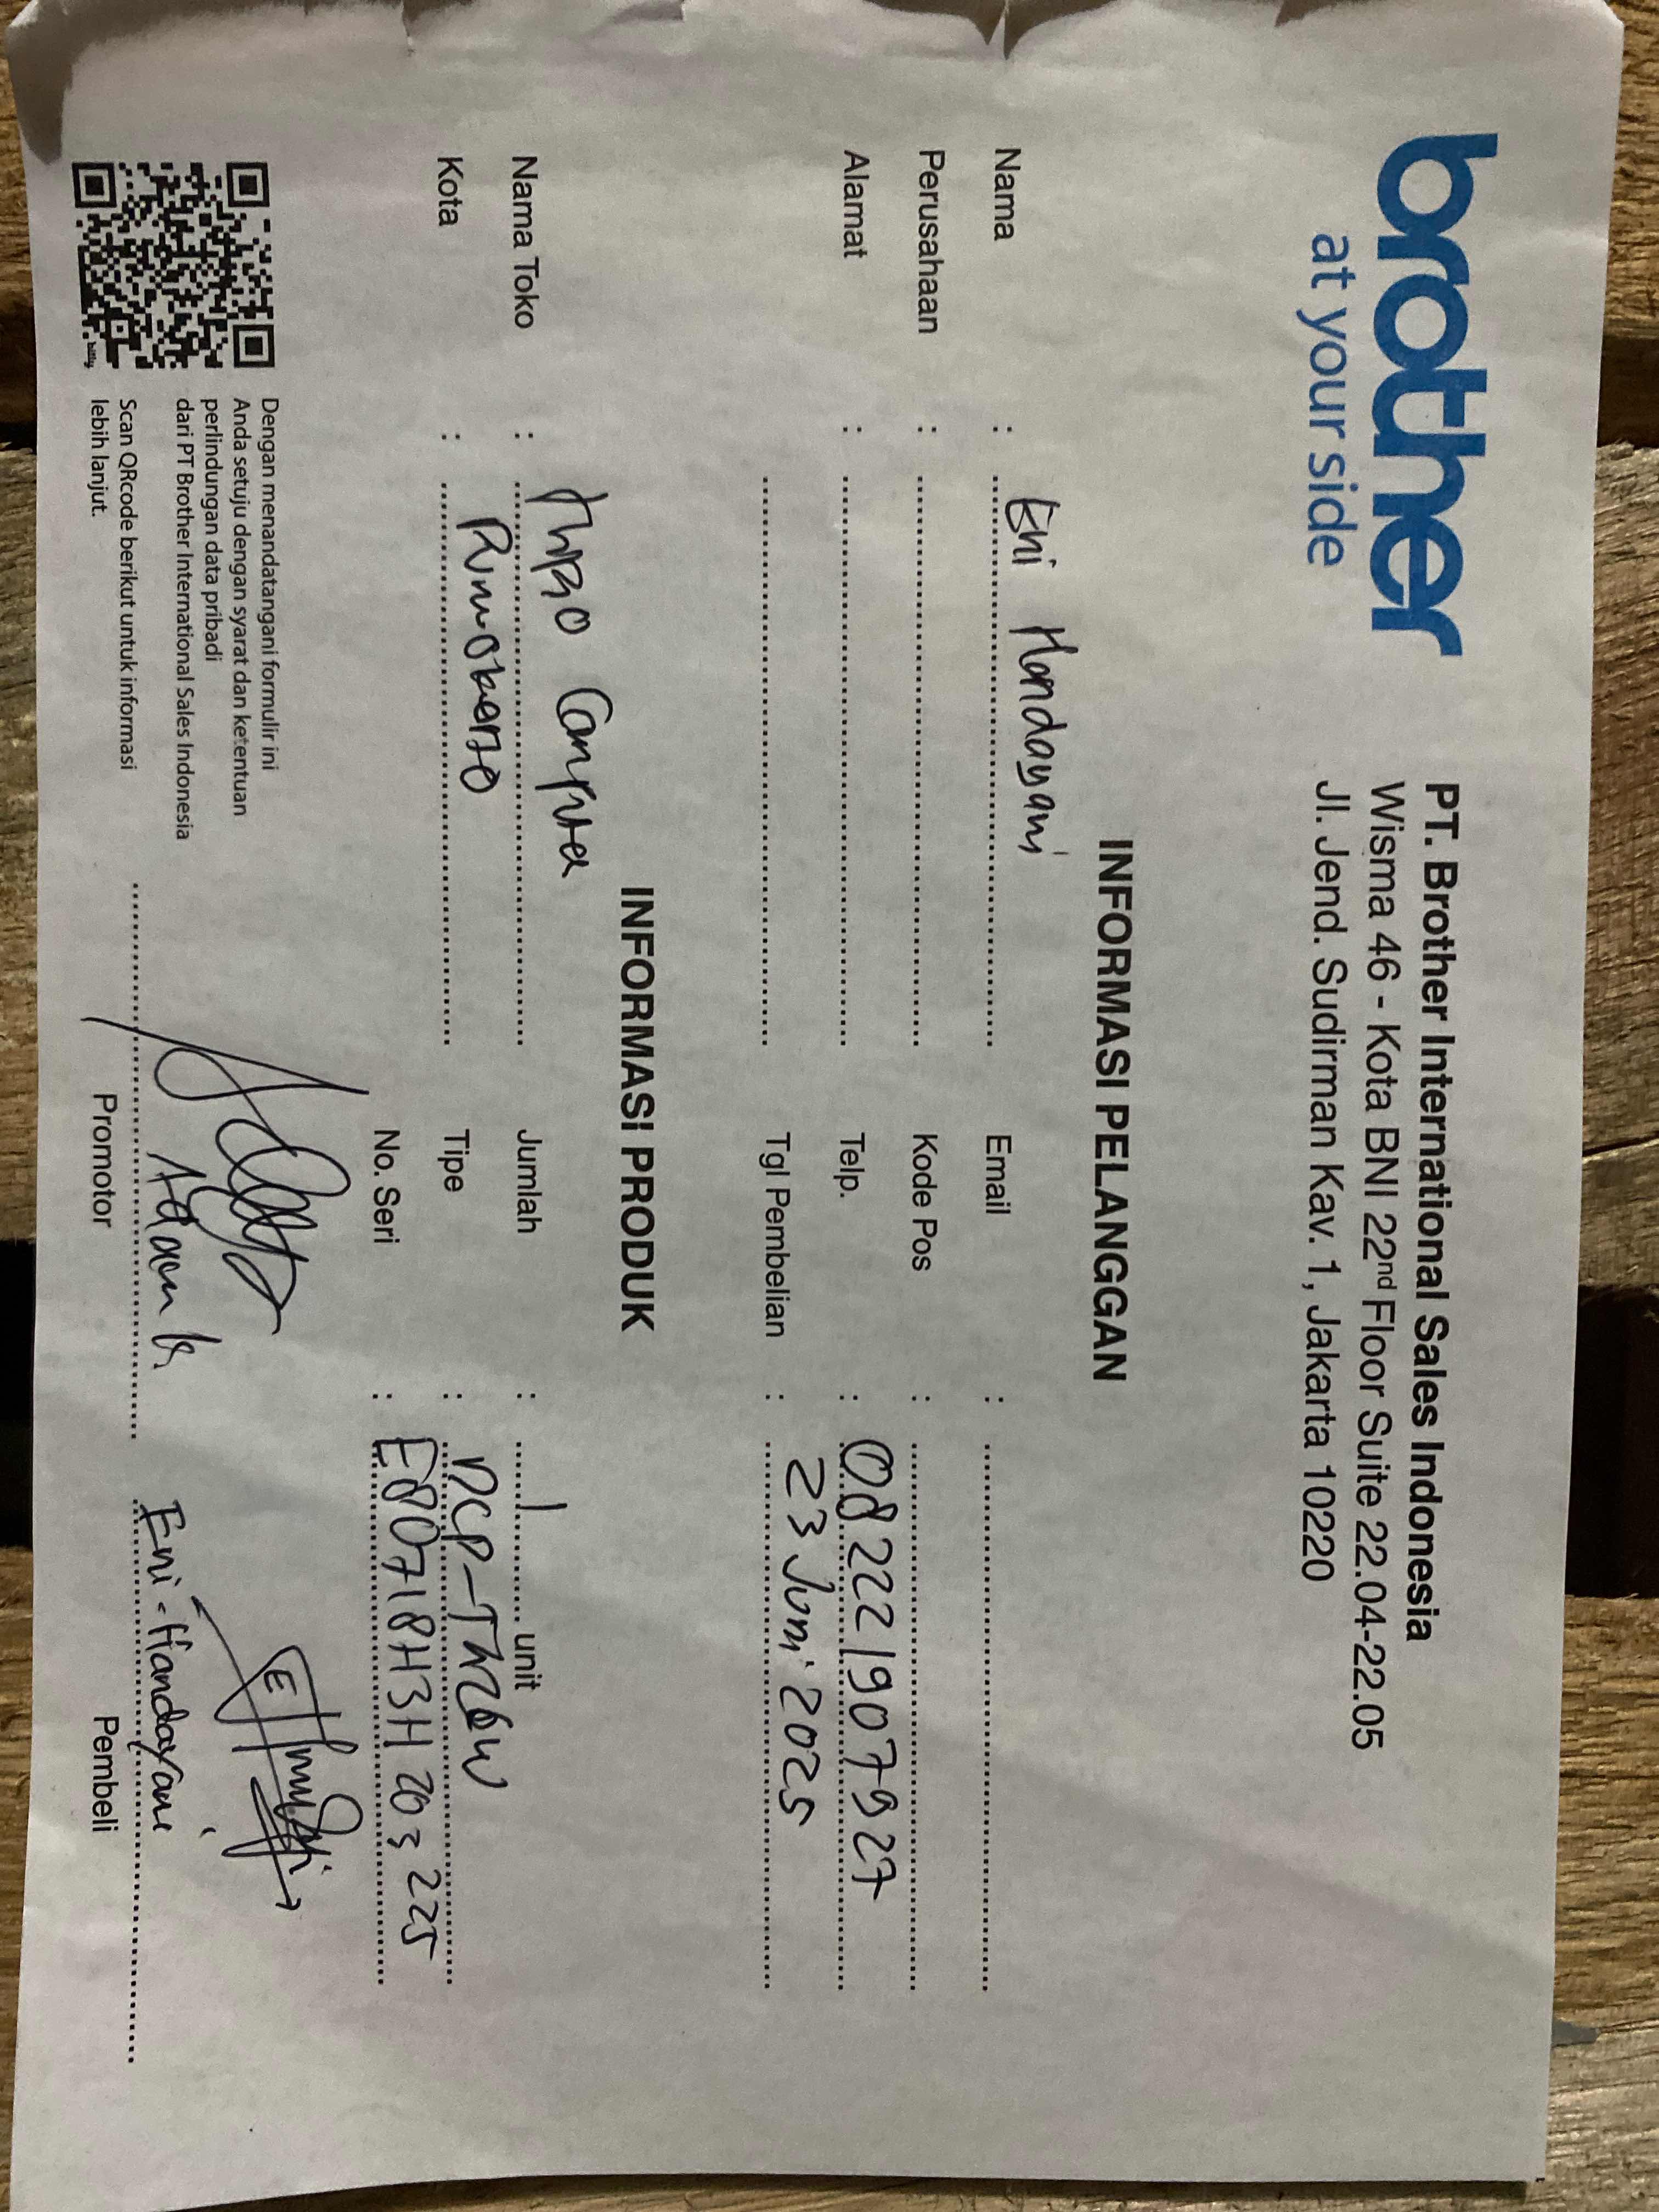 brother
at your side
PT. Brother International Sales Indonesia
Wisma 46 - Kota BNI 22nd Floor Suite 22.04-22.05
Jl. Jend. Sudirman Kav. 1, Jakarta 10220
INFORMASI PELANGGAN
Nama : Eni Handayani
Email :
Perusahaan :
Kode Pos :
Alamat :
Telp. : 082221907927
Tgl Pembelian : 23 Juni 2025
INFORMASI PRODUK
Nama Toko :
Jumlah : 1 unit
Kota : Purwokerto
Tipe :
No. Seri : E80718H3H203225
Dengan menandatangani formulir ini
Anda setuju dengan syarat dan ketentuan
perlindungan data pribadi
dari PT Brother International Sales Indonesia
Scan QRcode berikut untuk informasi
lebih lanjut.
Promotor
Eni - Handayani
Pembeli